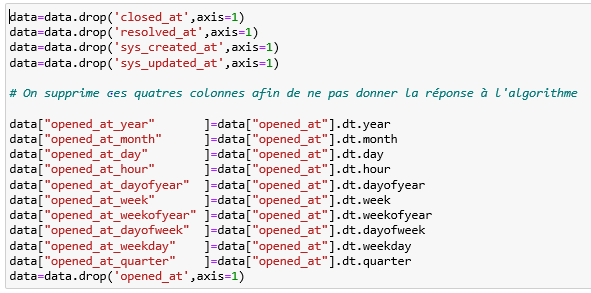 data=data.drop('closed_at',axis=1)
data=data.drop('resolved_at',axis=1)
data=data.drop('sys_created_at',axis=1)
data=data.drop('sys_updated_at',axis=1)
# On supprime ces quatres colonnes afin de ne pas donner la réponse à l'algorithme
data["opened_at_year"       ]=data["opened_at"].dt.year
data["opened_at_month"      ]=data["opened_at"].dt.month
data["opened_at_day"        ]=data["opened_at"].dt.day
data["opened_at_hour"       ]=data["opened_at"].dt.hour
data["opened_at_dayofyear"  ]=data["opened_at"].dt.dayofyear
data["opened_at_week"       ]=data["opened_at"].dt.week
data["opened_at_weekofyear" ]=data["opened_at"].dt.weekofyear
data["opened_at_dayofweek"  ]=data["opened_at"].dt.dayofweek
data["opened_at_weekday"    ]=data["opened_at"].dt.weekday
data["opened_at_quarter"    ]=data["opened_at"].dt.quarter
data=data.drop('opened_at',axis=1)